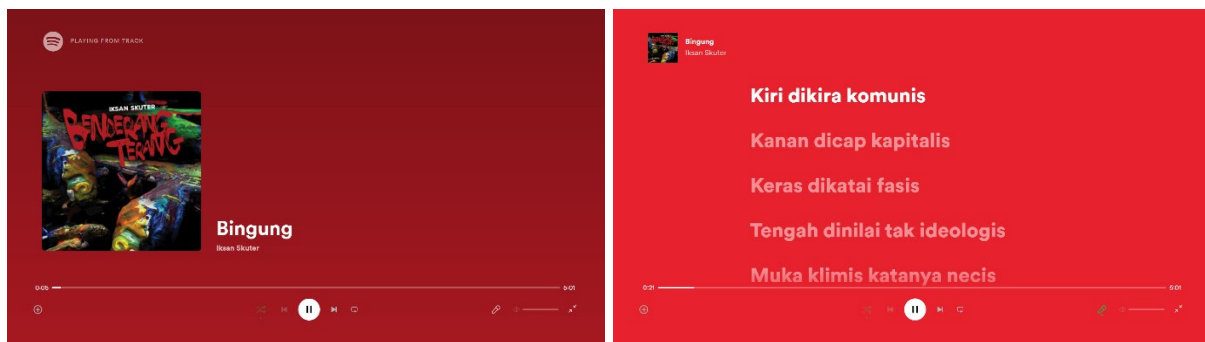 PLAYING FROM TRACK
IKSAN SKUTER
BENDERANG
TERANG
Bingung
Iksan Skuter
0:05
5:01
Bingung
Iksan Skuter
Kiri dikira komunis
Kanan dicap kapitalis
Keras dikatai fasis
Tengah dinilai tak ideologis
Muka klimis katanya necis
0:21
5:01